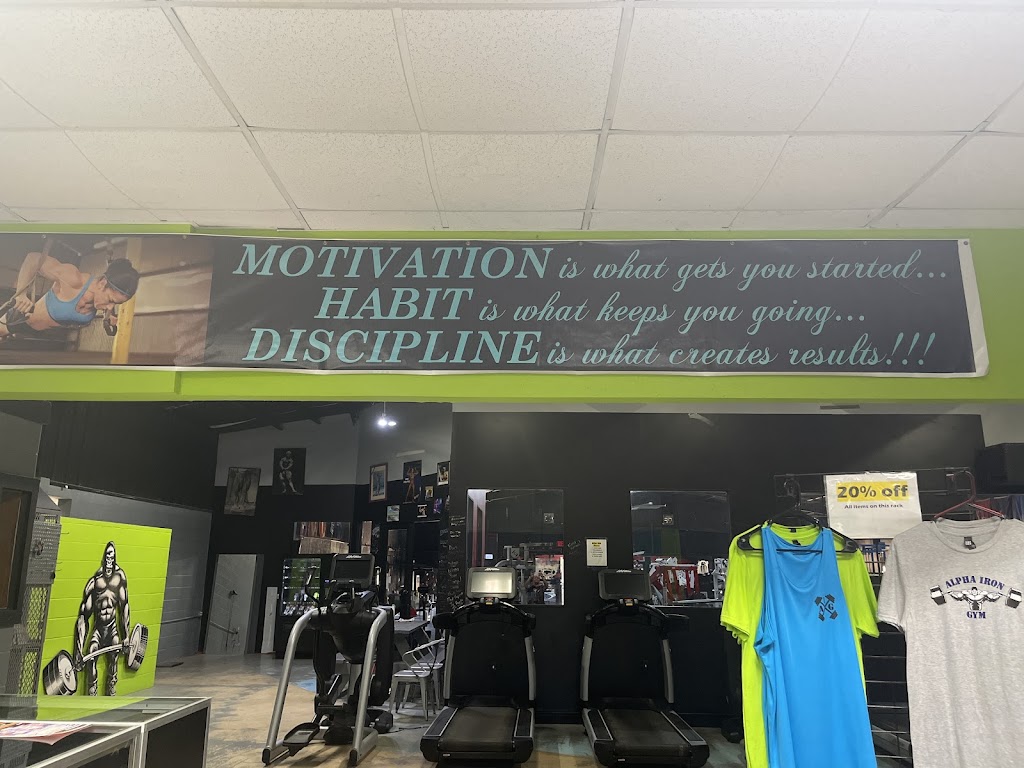 MOTIVATION is what gets you started...
HABIT is what keeps you going...
DISCIPLINE is what creates results!!!
20% off
All items on this rack
ALPHA IRON
GYM